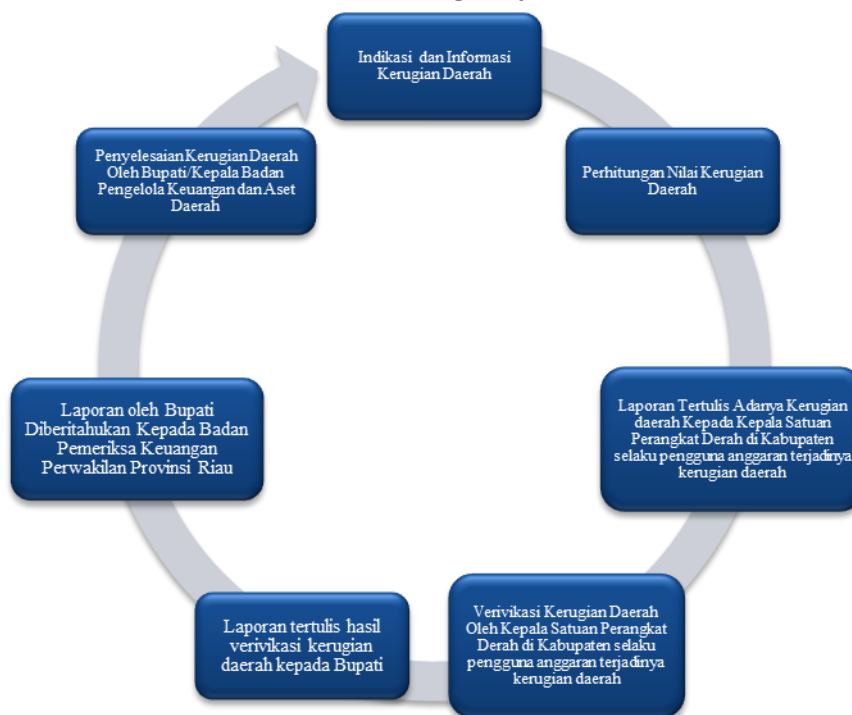 Indikasi dan Informasi
Kerugian Daerah
Perhitungan Nilai Kerugian
Daerah
Laporan Tertulis Adanya Kerugian
daerah Kepada Kepala Satuan
Perangkat Derah di Kabupaten
selaku pengguna anggaran terjadinya
kerugian daerah
Verivikasi Kerugian Daerah
Oleh Kepala Satuan Perangkat
Derah di Kabupaten selaku
pengguna anggaran terjadinya
kerugian daerah
Laporan tertulis hasil
verivikasi kerugian
daerah kepada Bupati
Laporan oleh Bupati
Diberitahukan Kepada Badan
Pemeriksa Keuangan
Perwakilan Provinsi Riau
Penyelesaian Kerugian Daerah
Oleh Bupati/Kepala Badan
Pengelola Keuangan dan Aset
Daerah